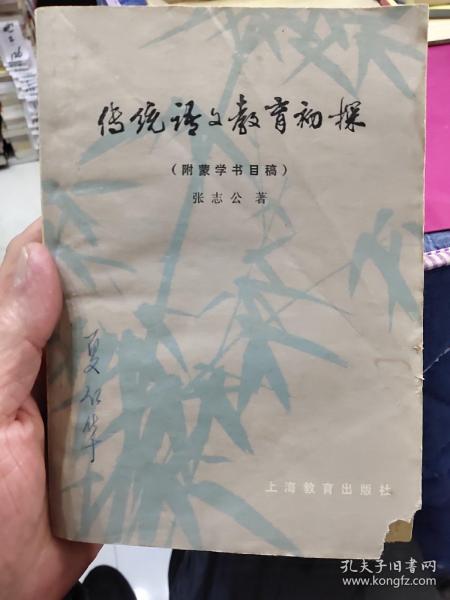 传统语文教育初探
(附蒙学书目稿)
张志公 著
上海教育出版社
孔夫子旧书网
www.kongfz.com